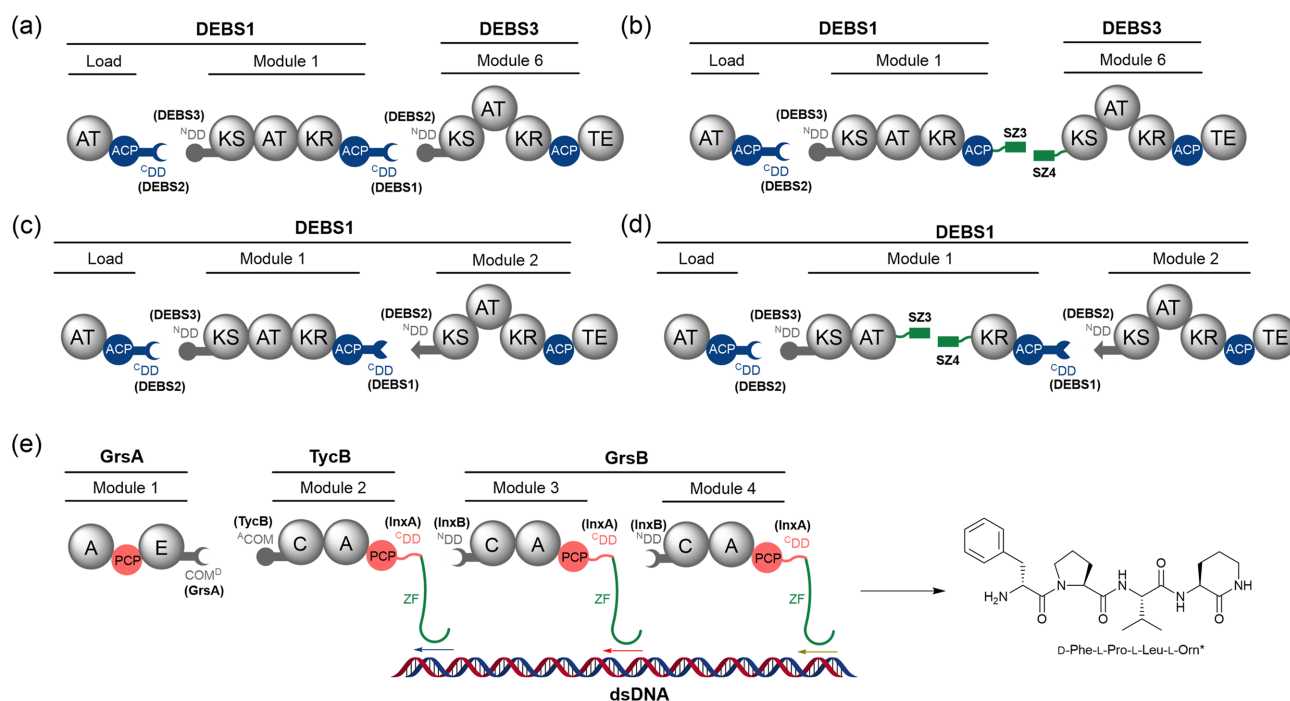 (a)
DEBS1 DEBS3
Load Module 1 Module 6
(DEBS3) (DEBS2)
NDD NDD
AT ACP KS AT KR ACP KS AT KR ACP TE
CDD CDD
(DEBS2) (DEBS1)
(b)
DEBS1 DEBS3
Load Module 1 Module 6
(DEBS3)
NDD
AT ACP KS AT KR ACP SZ3 SZ4 KS AT KR ACP TE
CDD
(DEBS2)
(c)
DEBS1
Load Module 1 Module 2
(DEBS3) (DEBS2)
NDD NDD
AT ACP KS AT KR ACP KS AT KR ACP TE
CDD CDD
(DEBS2) (DEBS1)
(d)
DEBS1
Load Module 1 Module 2
(DEBS3) (DEBS2)
NDD NDD
AT ACP KS AT SZ3 SZ4 KR ACP KS AT KR ACP TE
CDD CDD
(DEBS2) (DEBS1)
(e)
GrsA TycB GrsB
Module 1 Module 2 Module 3 Module 4
(TycB) (InxA) (InxB) (InxA) (InxB) (InxA)
ACOM CDD NDD CDD NDD CDD
A PCP E C A PCP C A PCP C A PCP
COMD
(GrsA)
ZF ZF ZF
dsDNA
H2N O N O H N O N H O NH
D-Phe-L-Pro-L-Leu-L-Orn*